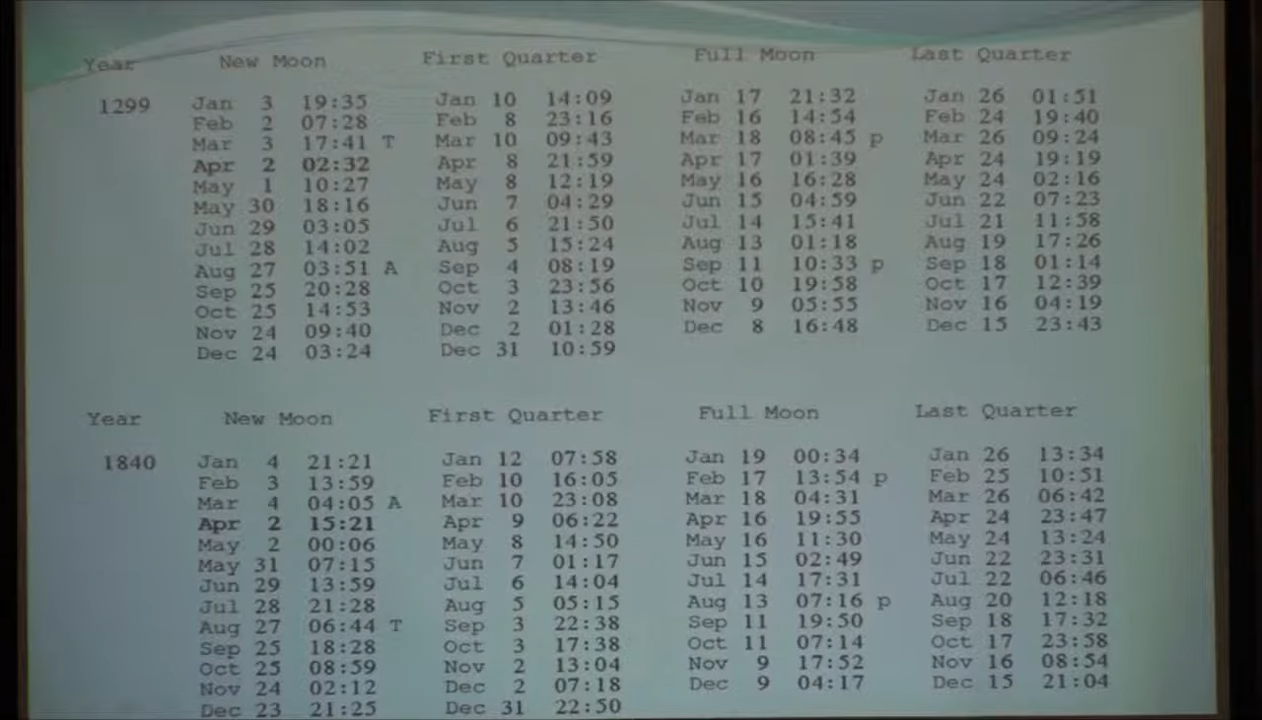 Year New Moon First Quarter Full Moon Last Quarter
1299 Jan 3 19:35 Jan 10 14:09 Jan 17 21:32 Jan 26 01:51
Feb 2 07:28 Feb 8 23:16 Feb 16 14:54 Feb 24 19:40
Mar 3 17:41 T Mar 10 09:43 Mar 18 08:45 p Mar 26 09:24
Apr 2 02:32 Apr 8 21:59 Apr 17 01:39 Apr 24 19:19
May 1 10:27 May 8 12:19 May 16 16:28 May 24 02:16
May 30 18:16 Jun 7 04:29 Jun 15 04:59 Jun 22 07:23
Jun 29 03:05 Jul 6 21:50 Jul 14 15:41 Jul 21 11:58
Jul 28 14:02 Aug 5 15:24 Aug 13 01:18 Aug 19 17:26
Aug 27 03:51 A Sep 4 08:19 Sep 11 10:33 p Sep 18 01:14
Sep 25 20:28 Oct 3 23:56 Oct 10 19:58 Oct 17 12:39
Oct 25 14:53 Nov 2 13:46 Nov 9 05:55 Nov 16 04:19
Nov 24 09:40 Dec 2 01:28 Dec 8 16:48 Dec 15 23:43
Dec 24 03:24 Dec 31 10:59
Year New Moon First Quarter Full Moon Last Quarter
1840 Jan 4 21:21 Jan 12 07:58 Jan 19 00:34 Jan 26 13:34
Feb 3 13:59 Feb 10 16:05 Feb 17 13:54 p Feb 25 10:51
Mar 4 04:05 A Mar 10 23:08 Mar 18 04:31 Mar 26 06:42
Apr 2 15:21 Apr 9 06:22 Apr 16 19:55 Apr 24 23:47
May 2 00:06 May 8 14:50 May 16 11:30 May 24 13:24
May 31 07:15 Jun 7 01:17 Jun 15 02:49 Jun 22 23:31
Jun 29 13:59 Jul 6 14:04 Jul 14 17:31 Jul 22 06:46
Jul 28 21:28 Aug 5 05:15 Aug 13 07:16 p Aug 20 12:18
Aug 27 06:44 T Sep 3 22:38 Sep 11 19:50 Sep 18 17:32
Sep 25 18:28 Oct 3 17:38 Oct 11 07:14 Oct 17 23:58
Oct 25 08:59 Nov 2 13:04 Nov 9 17:52 Nov 16 08:54
Nov 24 02:12 Dec 2 07:18 Dec 9 04:17 Dec 15 21:04
Dec 23 21:25 Dec 31 22:50